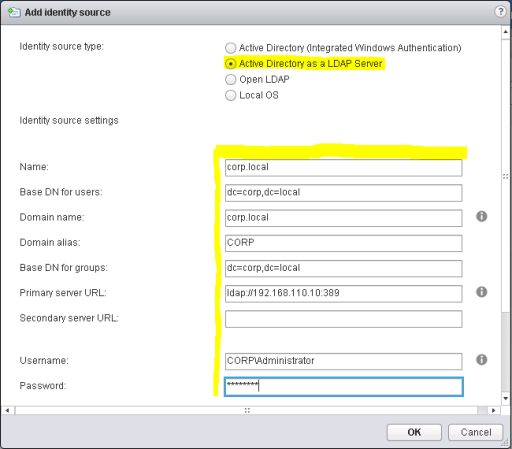 Add identity source
Identity source type:
Active Directory (Integrated Windows Authentication)
Active Directory as a LDAP Server
Open LDAP
Local OS
Identity source settings
Name: corp.local
Base DN for users: dc=corp,dc=local
Domain name: corp.local
Domain alias: CORP
Base DN for groups: dc=corp,dc=local
Primary server URL: ldap://192.168.110.10:389
Secondary server URL:
Username: CORP\Administrator
Password: ********
OK Cancel